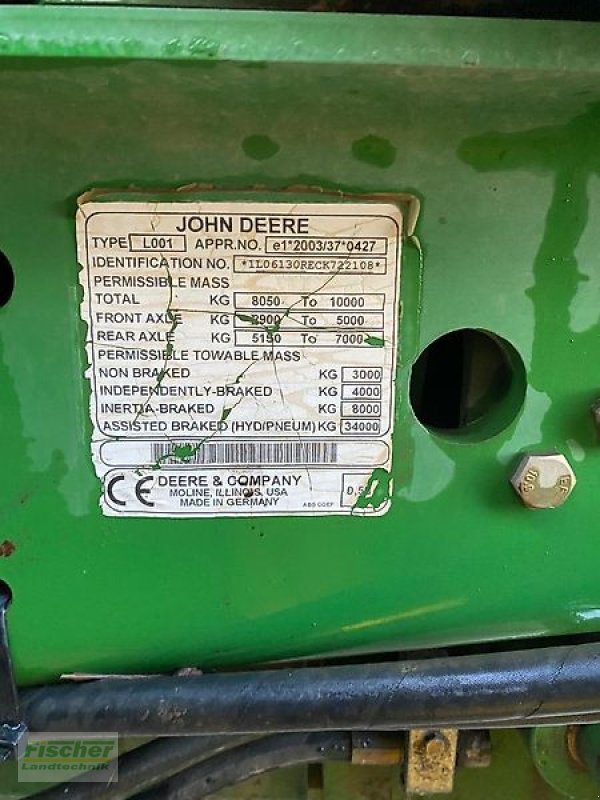 JOHN DEERE
TYPE L001 APPR.NO. e1*2003/37*0427
IDENTIFICATION NO. *1L06130RECK722108*
PERMISSIBLE MASS
TOTAL KG 8050 To 10000
FRONT AXLE KG 2900 To 5000
REAR AXLE KG 5150 To 7000
PERMISSIBLE TOWABLE MASS
NON BRAKED KG 3000
INDEPENDENTLY-BRAKED KG 4000
INERTIA-BRAKED KG 8000
ASSISTED BRAKED (HYD/PNEUM) KG 34000
CE DEERE & COMPANY
MOLINE, ILLINOIS, USA
MADE IN GERMANY
10.9
Fischer
Landtechnik